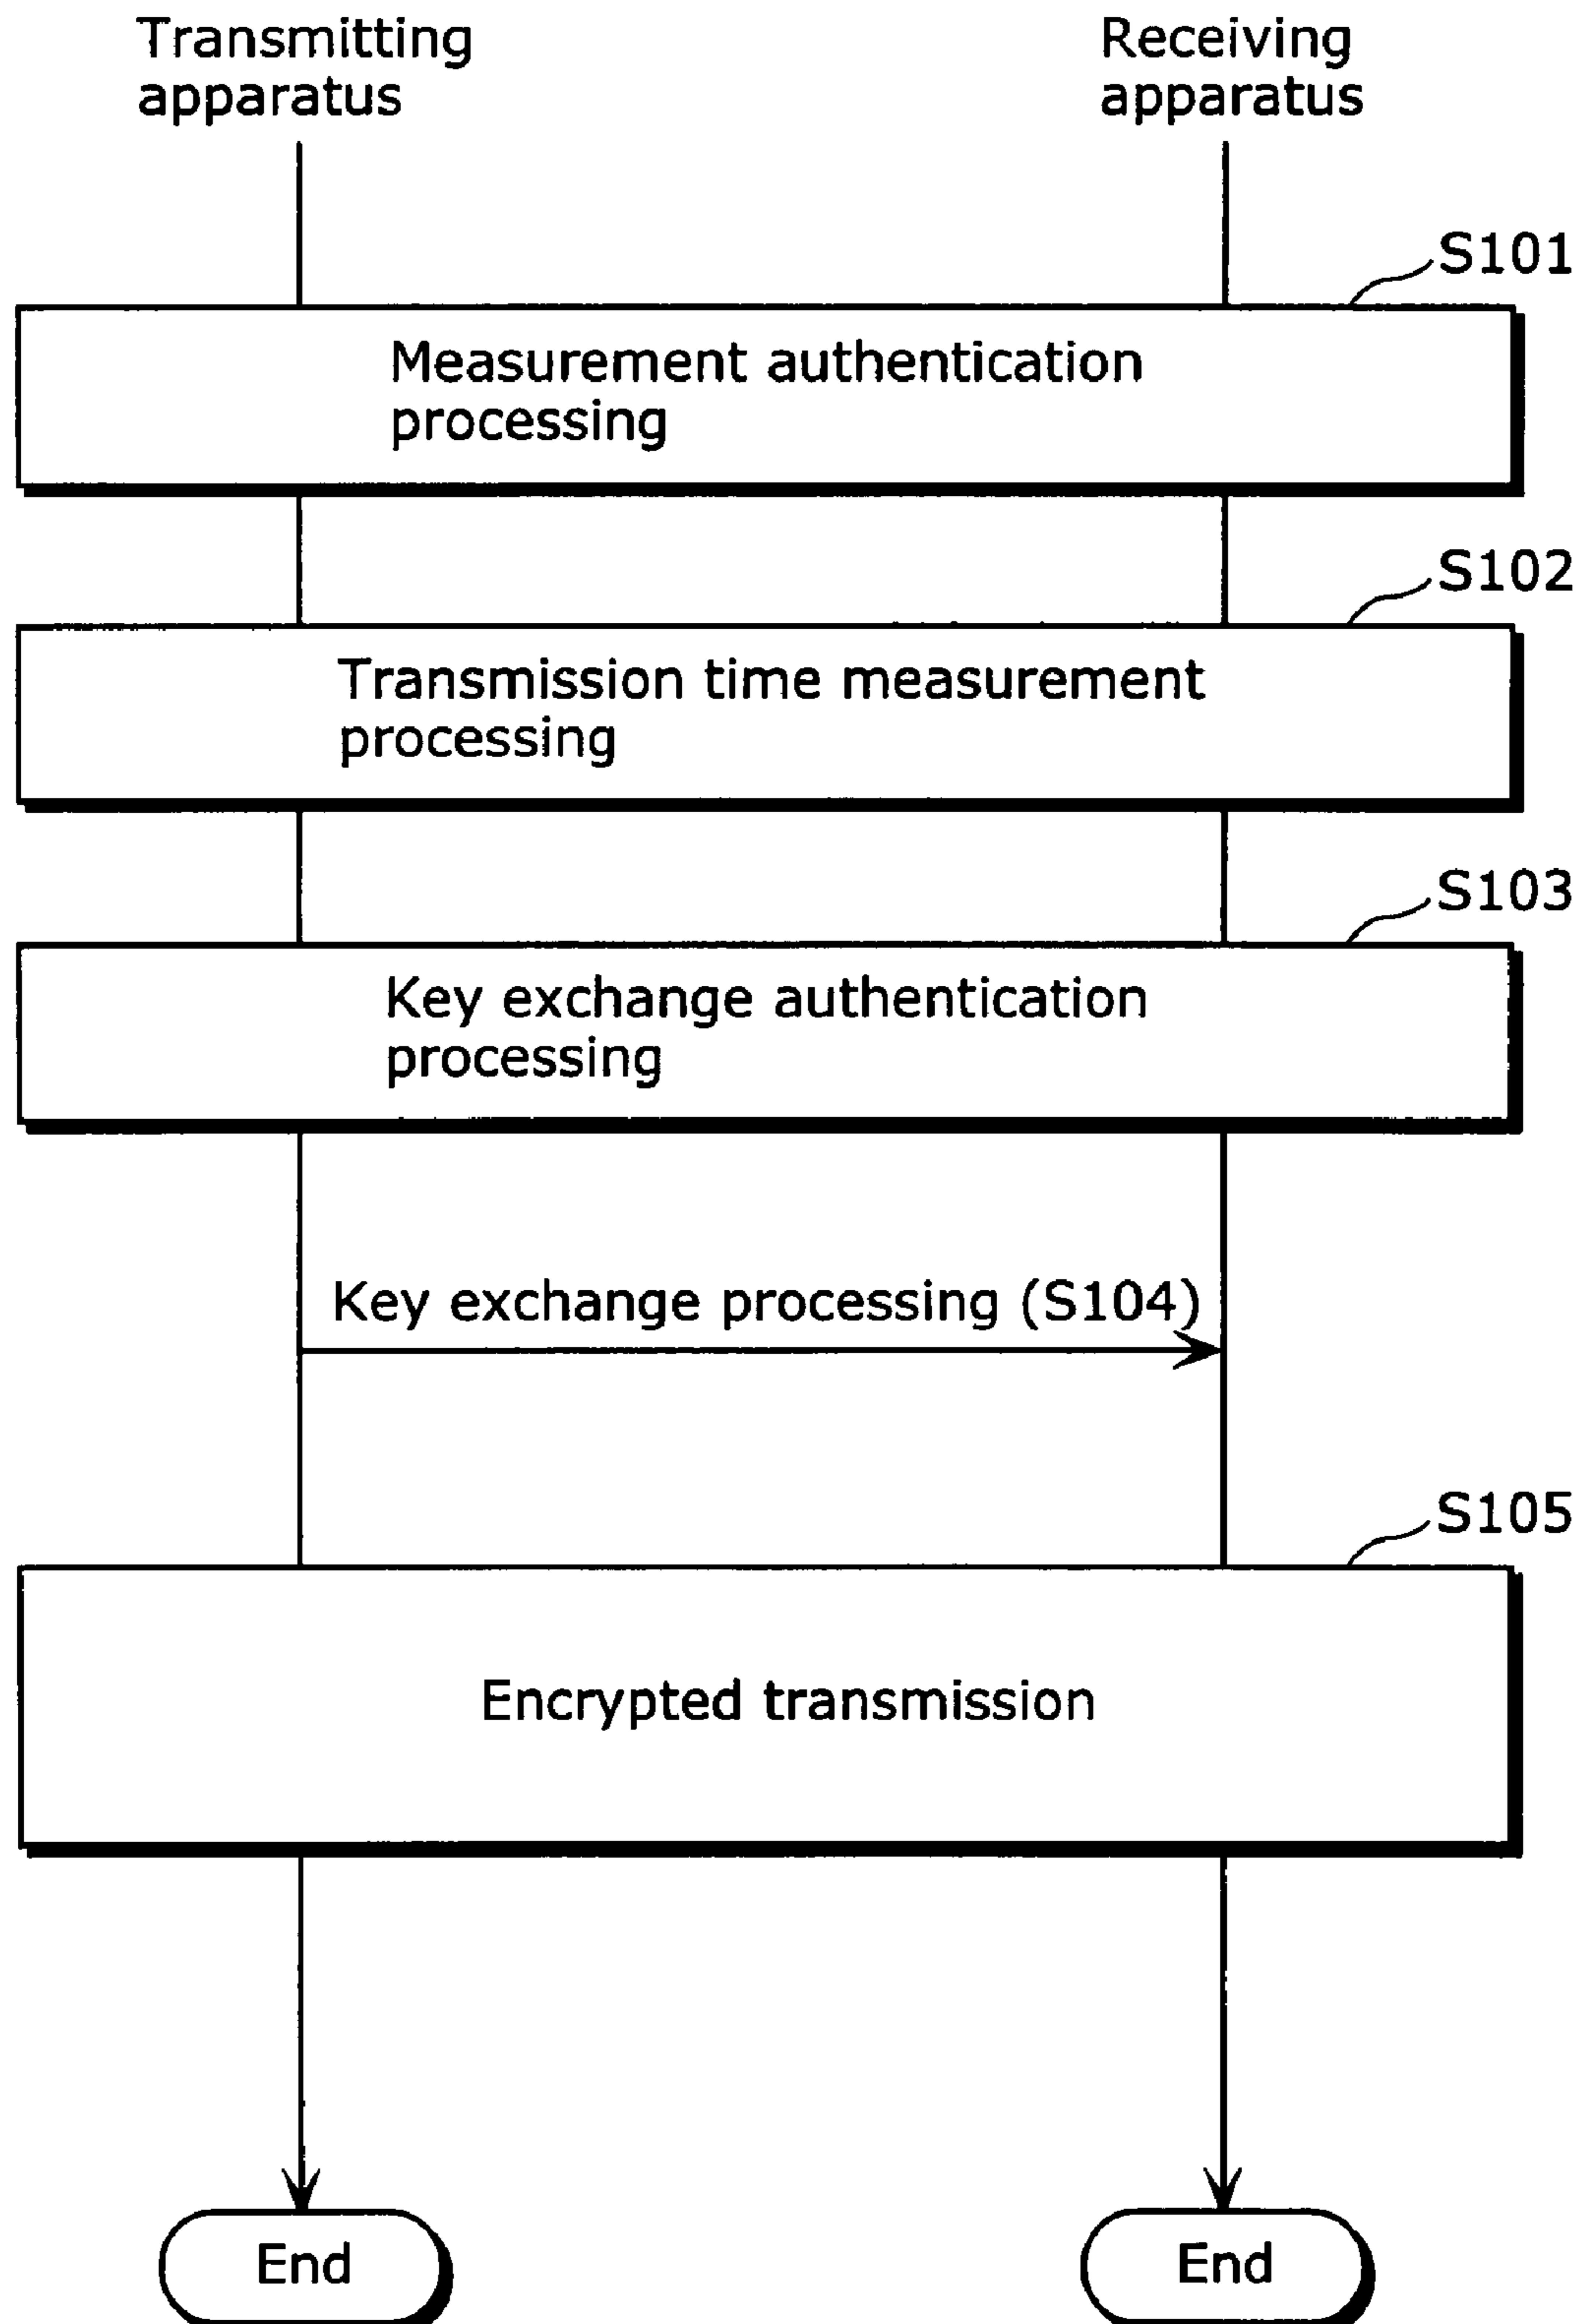 Transmitting
apparatus
Receiving
apparatus
S101
Measurement authentication
processing
S102
Transmission time measurement
processing
S103
Key exchange authentication
processing
Key exchange processing (S104)
S105
Encrypted transmission
End
End